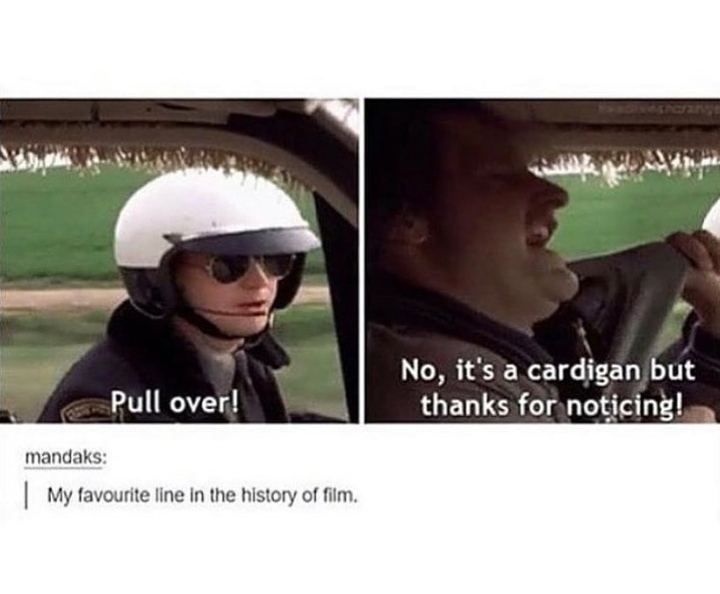 Pull over!
No, it's a cardigan but
thanks for noticing!
mandaks:
My favourite line in the history of film.